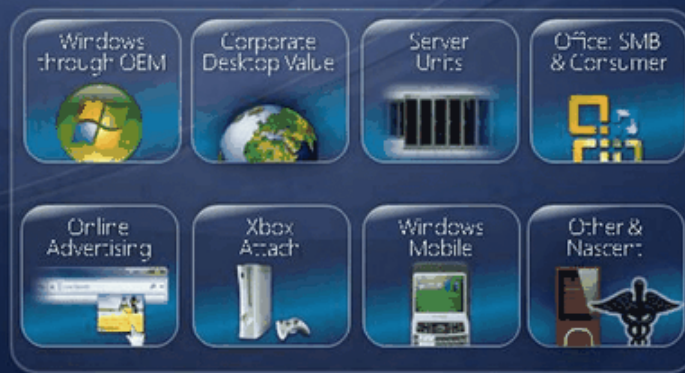 Windows
through OEM
Corporate
Desktop Value
Server
Units
Office: SMB
& Consumer
Online
Advertising
Xbox
Attach
Windows
Mobile
Other &
Nascent